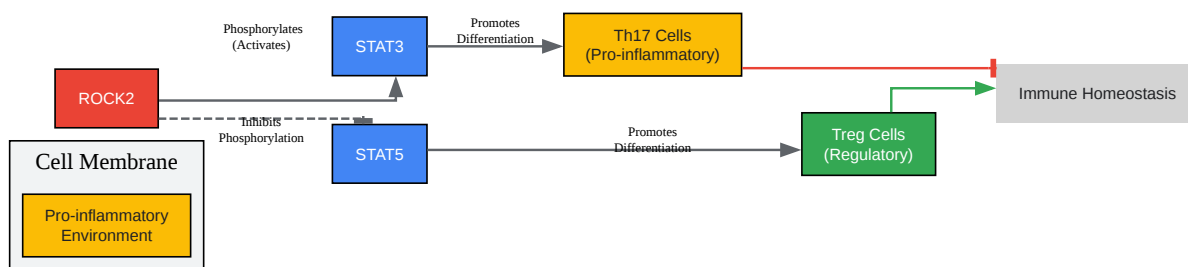 Phosphorylates
(Activates)
STAT3
Promotes
Differentiation
Th17 Cells
(Pro-inflammatory)
ROCK2
Immune Homeostasis
Inhibits
Phosphorylation
STAT5
Promotes
Differentiation
Treg Cells
(Regulatory)
Cell Membrane
Pro-inflammatory
Environment